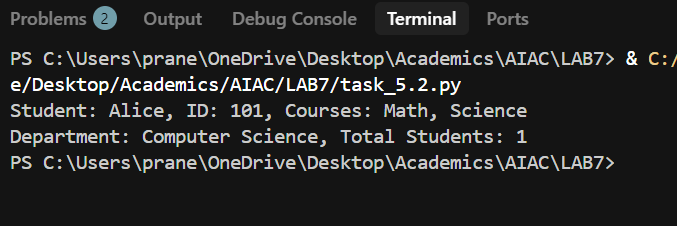 Problems 2 Output Debug Console Terminal Ports
PS C:\Users\prane\OneDrive\Desktop\Academics\AIAC\LAB7> & C:/
e/Desktop/Academics/AIAC/LAB7/task_5.2.py
Student: Alice, ID: 101, Courses: Math, Science
Department: Computer Science, Total Students: 1
PS C:\Users\prane\OneDrive\Desktop\Academics\AIAC\LAB7>